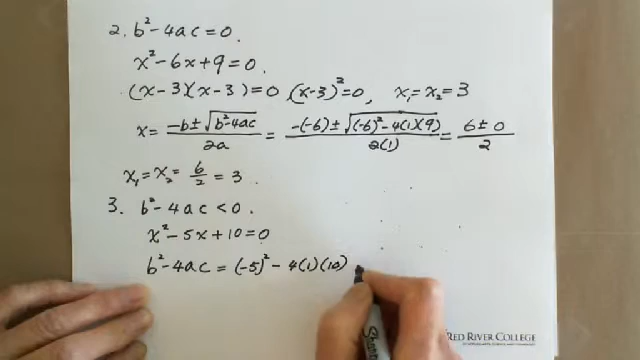 2. b² - 4ac = 0.
x² - 6x + 9 = 0.
(x - 3)(x - 3) = 0, (x-3)² = 0, x₁ = x₂ = 3
x = -b ± √(b² - 4ac) / 2a = -(-6) ± √((-6)² - 4(1)(9)) / 2(1) = 6 ± 0 / 2
x₁ = x₂ = 6/2 = 3.
3. b² - 4ac < 0.
x² - 5x + 10 = 0
b² - 4ac = (-5)² - 4(1)(10)
Sharpie
RED RIVER COLLEGE